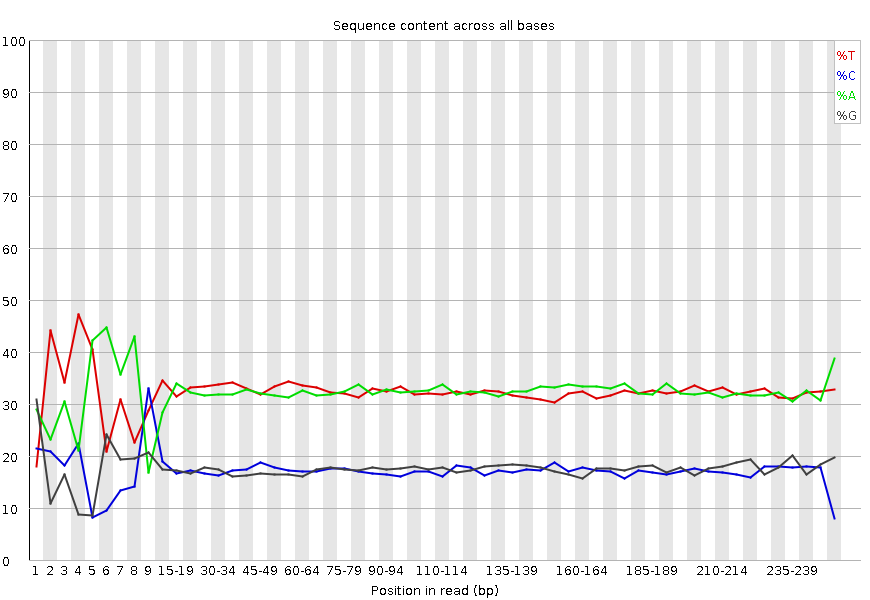 Sequence content across all bases
100
90
80
70
60
50
40
30
20
10
0
%T
%C
%A
%G
1 2 3 4 5 6 7 8 9 15-19 30-34 45-49 60-64 75-79 90-94 110-114 135-139 160-164 185-189 210-214 235-239
Position in read (bp)